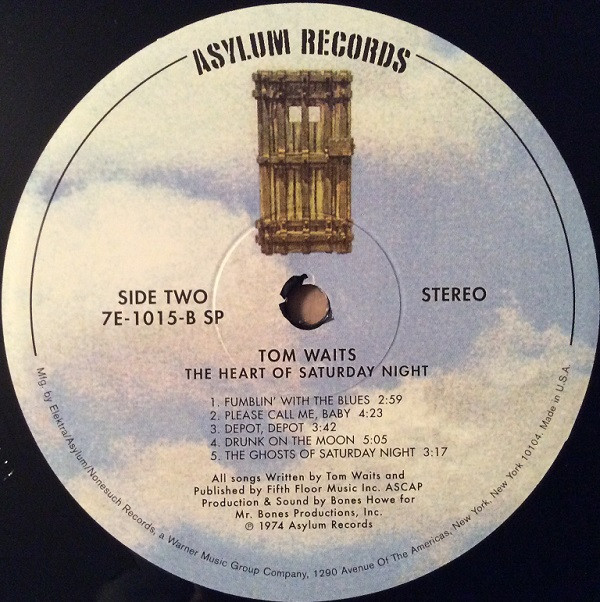 ASYLUM RECORDS
SIDE TWO
7E-1015-B SP
STEREO
TOM WAITS
THE HEART OF SATURDAY NIGHT
1. FUMBLIN' WITH THE BLUES 2:59
2. PLEASE CALL ME, BABY 4:23
3. DEPOT, DEPOT 3:42
4. DRUNK ON THE MOON 5:05
5. THE GHOSTS OF SATURDAY NIGHT 3:17
All songs Written by Tom Waits and
Published by Fifth Floor Music Inc. ASCAP
Production & Sound by Bones Howe for
Mr. Bones Productions, Inc.
℗ 1974 Asylum Records
Mfg. by Elektra/Asylum/Nonesuch Records, a Warner Music Group Company, 1290 Avenue Of The Americas, New York, New York 10104. Made in U.S.A.